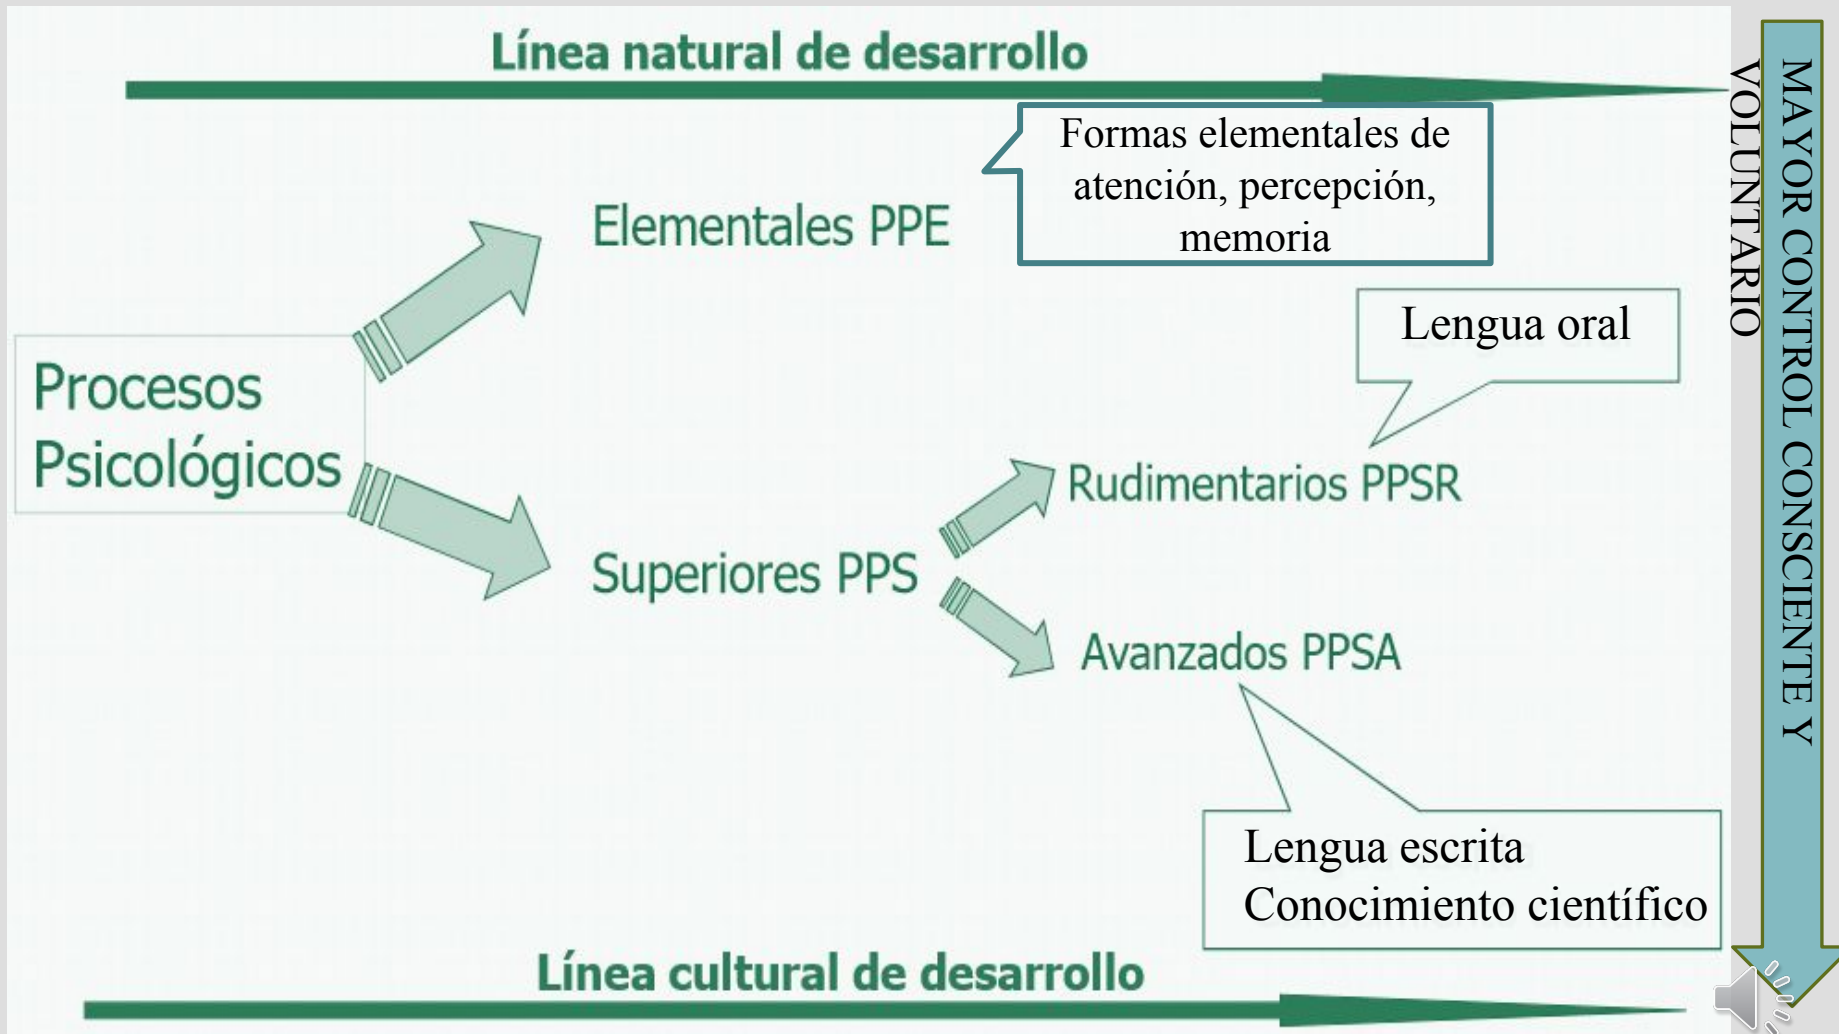 Línea natural de desarrollo
Formas elementales de
atención, percepción,
memoria
Elementales PPE
Lengua oral
Procesos
Psicológicos
Rudimentarios PPSR
Superiores PPS
Avanzados PPSA
Lengua escrita
Conocimiento científico
Línea cultural de desarrollo
MAYOR CONTROL CONSCIENTE Y
VOLUNTARIO